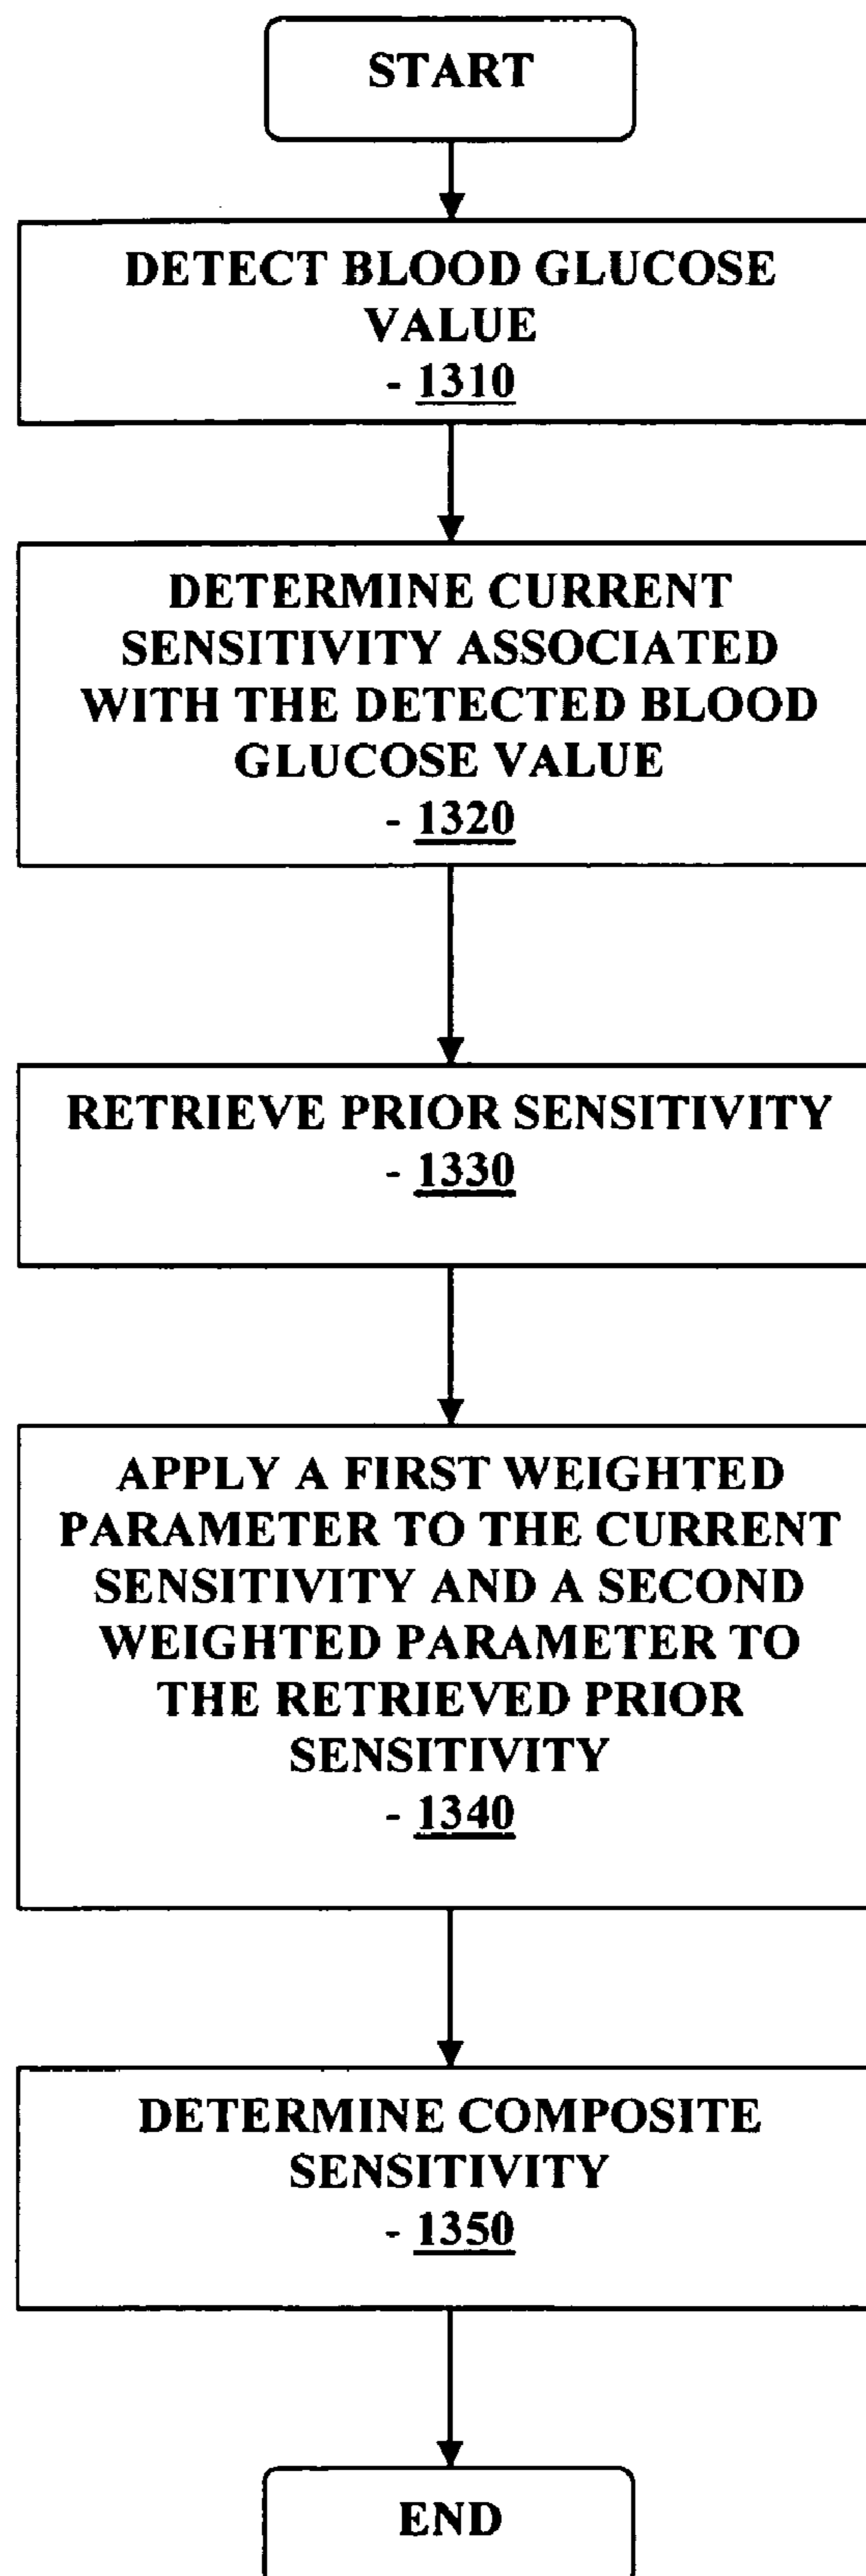 START
DETECT BLOOD GLUCOSE
VALUE
- 1310
DETERMINE CURRENT
SENSITIVITY ASSOCIATED
WITH THE DETECTED BLOOD
GLUCOSE VALUE
- 1320
RETRIEVE PRIOR SENSITIVITY
- 1330
APPLY A FIRST WEIGHTED
PARAMETER TO THE CURRENT
SENSITIVITY AND A SECOND
WEIGHTED PARAMETER TO
THE RETRIEVED PRIOR
SENSITIVITY
- 1340
DETERMINE COMPOSITE
SENSITIVITY
- 1350
END